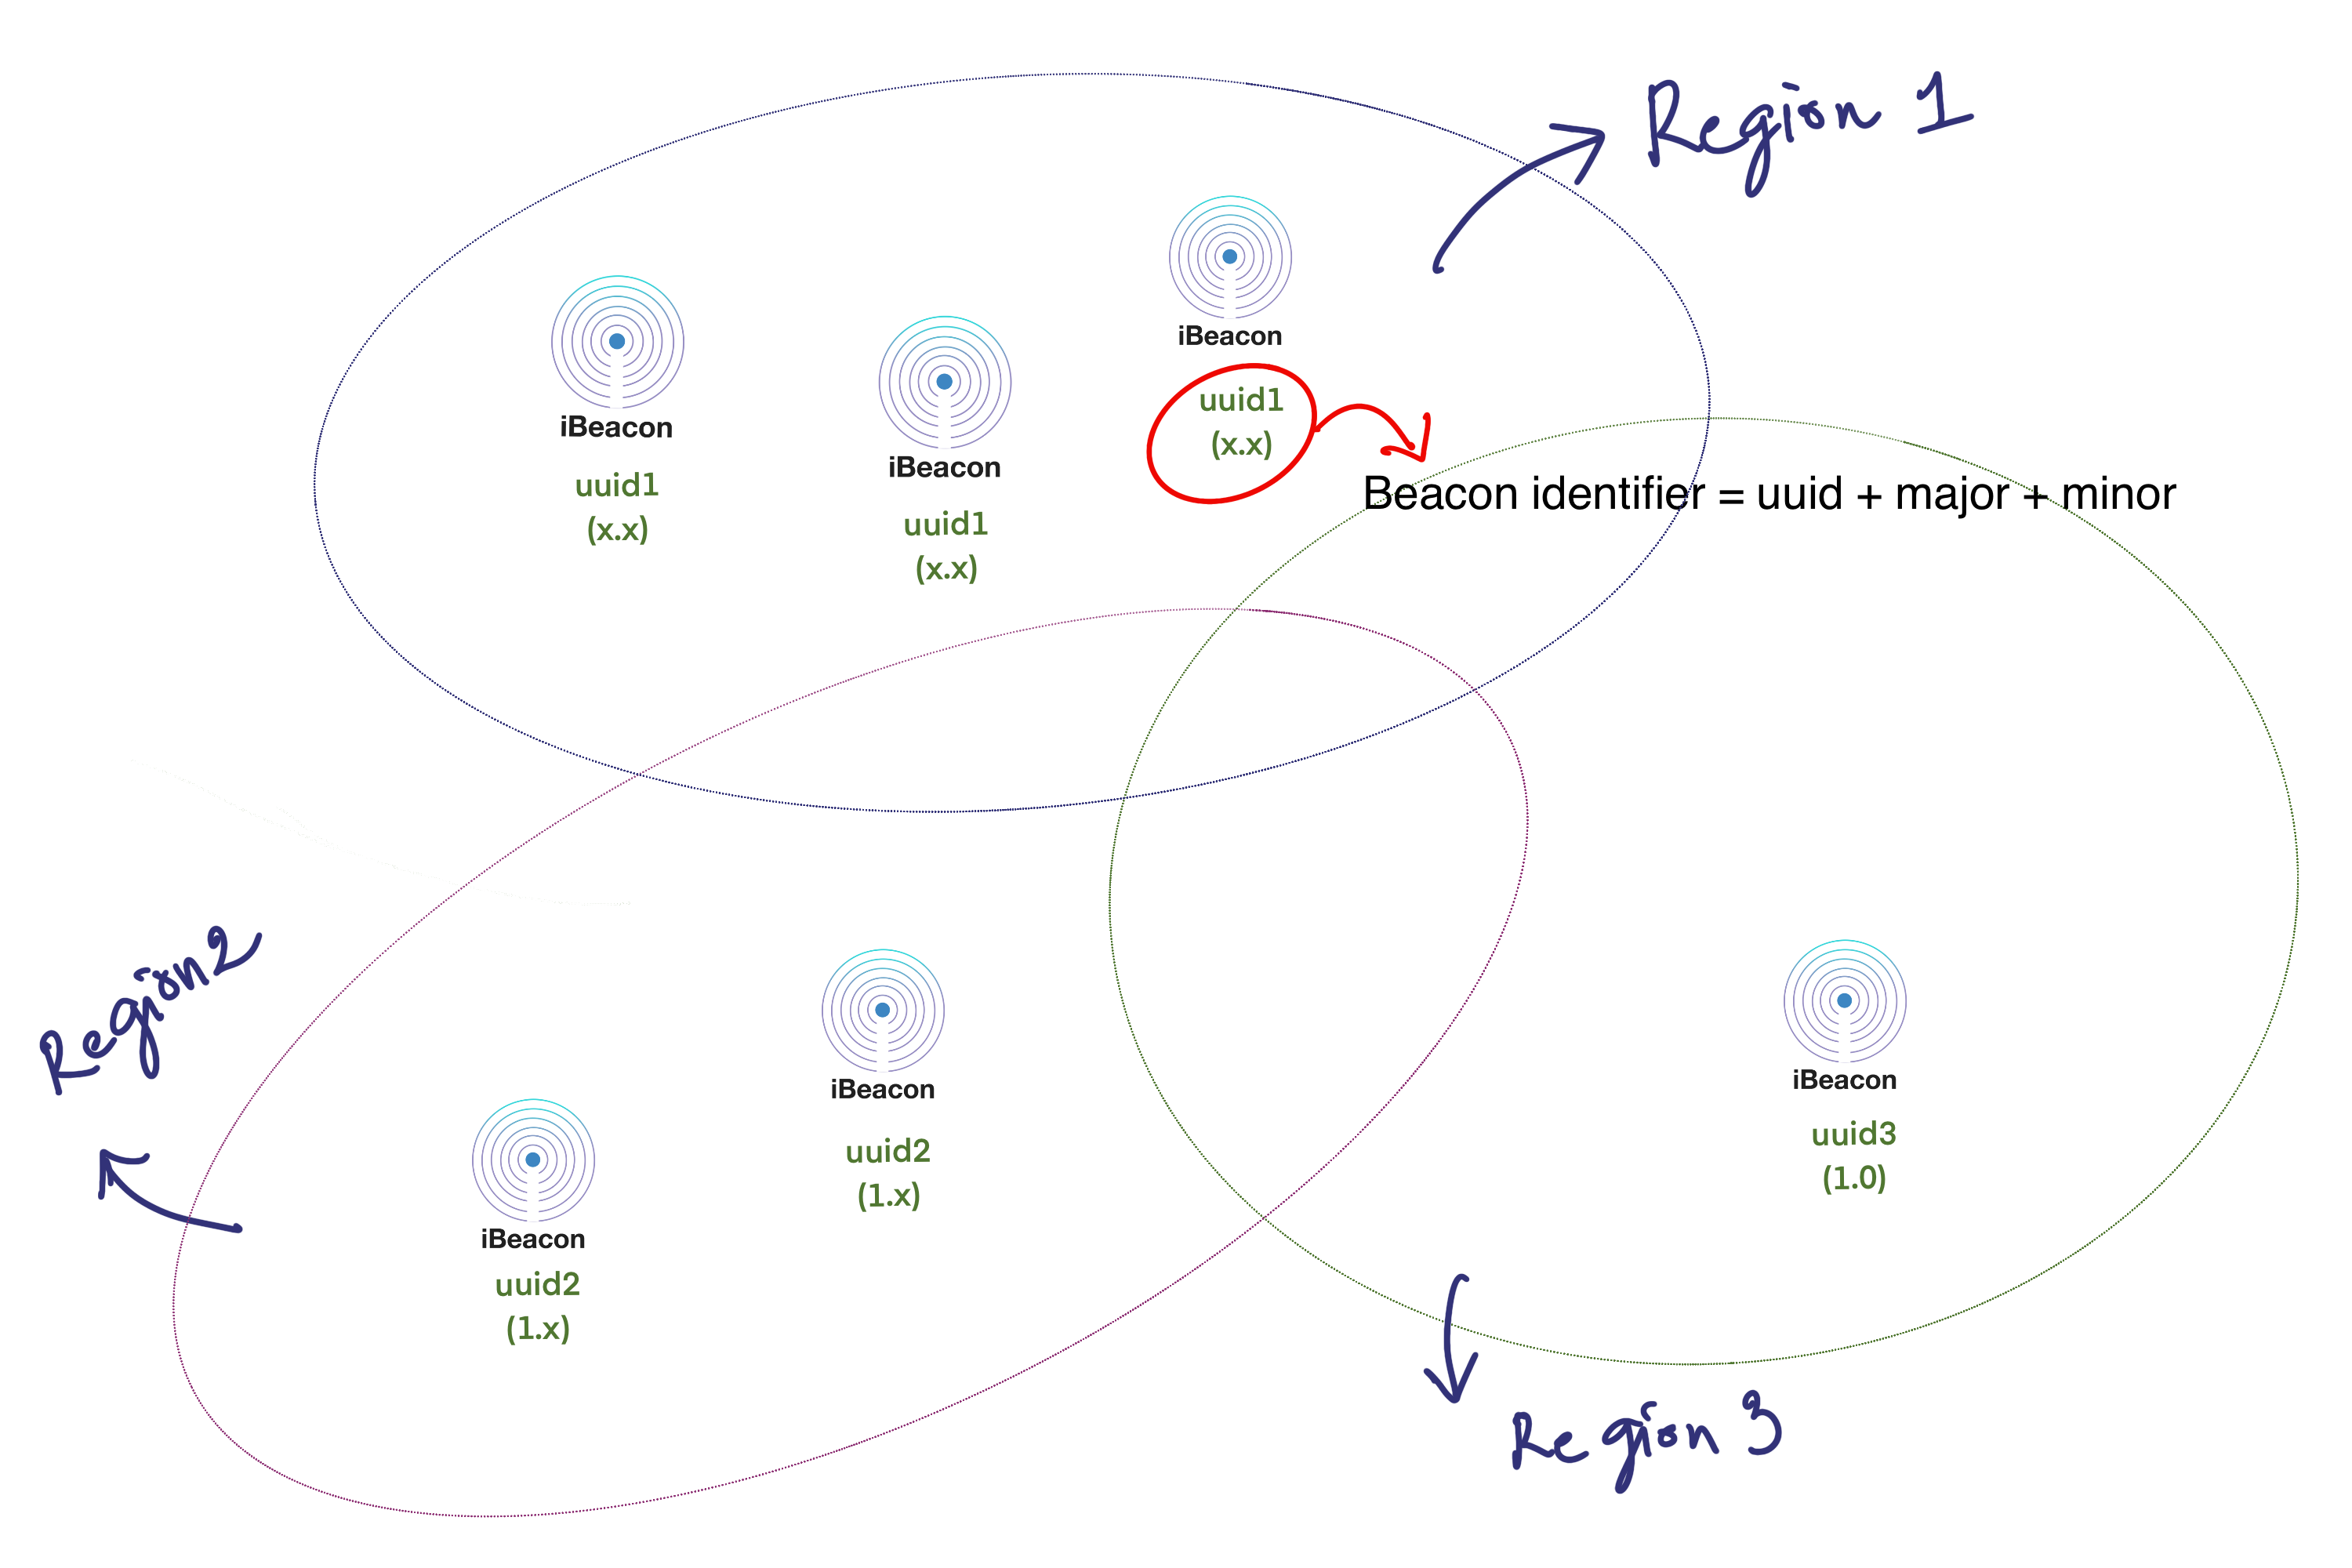 Region 1
iBeacon
uuid1
(x.x)
iBeacon
uuid1
(x.x)
iBeacon
uuid1
(x.x)
Beacon identifier = uuid + major + minor
Region2
iBeacon
uuid2
(1.x)
iBeacon
uuid2
(1.x)
iBeacon
uuid3
(1.0)
Region 3